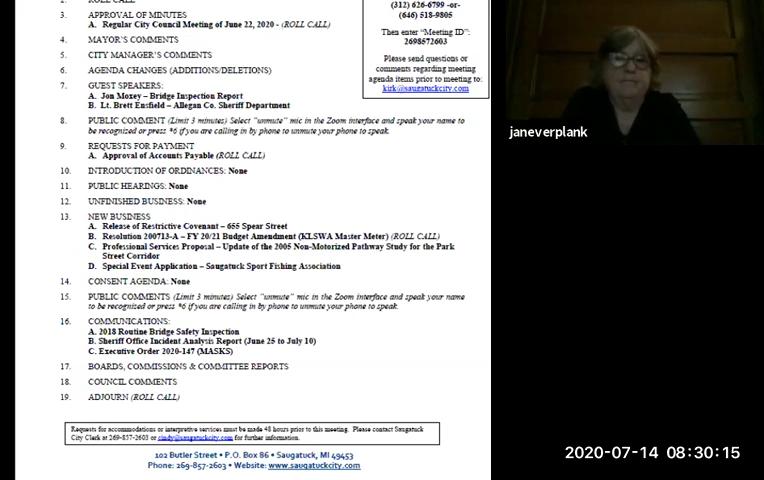 2. ROLL CALL
3. APPROVAL OF MINUTES
A. Regular City Council Meeting of June 22, 2020 - (ROLL CALL)
4. MAYOR'S COMMENTS
5. CITY MANAGER'S COMMENTS
6. AGENDA CHANGES (ADDITIONS/DELETIONS)
7. GUEST SPEAKERS:
A. Jon Moxey – Bridge Inspection Report
B. Lt. Brett Ensfield – Allegan Co. Sheriff Department
8. PUBLIC COMMENT (Limit 3 minutes) Select "unmute" mic in the Zoom interface and speak your name to
be recognized or press *6 if you are calling in by phone to unmute your phone to speak.
9. REQUESTS FOR PAYMENT
A. Approval of Accounts Payable (ROLL CALL)
10. INTRODUCTION OF ORDINANCES: None
11. PUBLIC HEARINGS: None
12. UNFINISHED BUSINESS: None
13. NEW BUSINESS
A. Release of Restrictive Covenant – 655 Spear Street
B. Resolution 200713-A – FY 20/21 Budget Amendment (KLSWA Master Meter) (ROLL CALL)
C. Professional Services Proposal – Update of the 2005 Non-Motorized Pathway Study for the Park
Street Corridor
D. Special Event Application – Saugatuck Sport Fishing Association
14. CONSENT AGENDA: None
15. PUBLIC COMMENTS (Limit 3 minutes) Select "unmute" mic in the Zoom interface and speak your name to
be recognized or press *6 if you are calling in by phone to unmute your phone to speak.
16. COMMUNICATIONS:
A. 2018 Routine Bridge Safety Inspection
B. Sheriff Office Incident Analysis Report (June 25 to July 10)
C. Executive Order 2020-147 (MASKS)
17. BOARDS, COMMISSIONS & COMMITTEE REPORTS
18. COUNCIL COMMENTS
19. ADJOURN (ROLL CALL)
(312) 626-6799 -or-
(646) 518-9805
Then enter "Meeting ID":
2698572603
Please send questions or
comments regarding meeting
agenda items prior to meeting to:
kirk@saugatuckcity.com
Requests for accommodations or interpretive services must be made 48 hours prior to this meeting. Please contact Saugatuck
City Clerk at 269-857-2603 or cindy@saugatuckcity.com for further information.
102 Butler Street • P.O. Box 86 • Saugatuck, MI 49453
Phone: 269-857-2603 • Website: www.saugatuckcity.com
janeverplank
2020-07-14 08:30:15